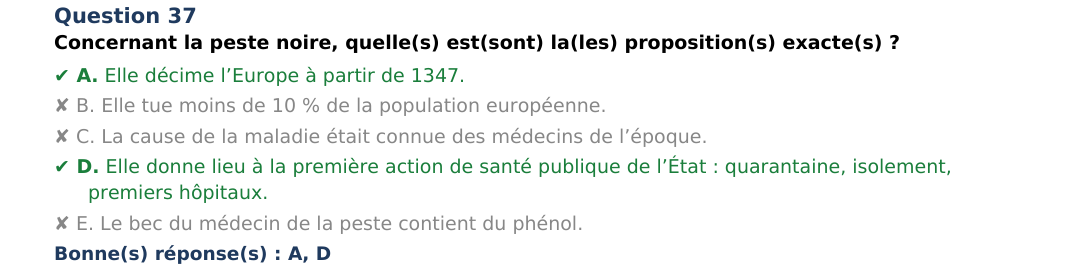 Question 37
Concernant la peste noire, quelle(s) est(sont) la(les) proposition(s) exacte(s) ?
✔ A. Elle décime l’Europe à partir de 1347.
✘ B. Elle tue moins de 10 % de la population européenne.
✘ C. La cause de la maladie était connue des médecins de l’époque.
✔ D. Elle donne lieu à la première action de santé publique de l’État : quarantaine, isolement,
premiers hôpitaux.
✘ E. Le bec du médecin de la peste contient du phénol.
Bonne(s) réponse(s) : A, D